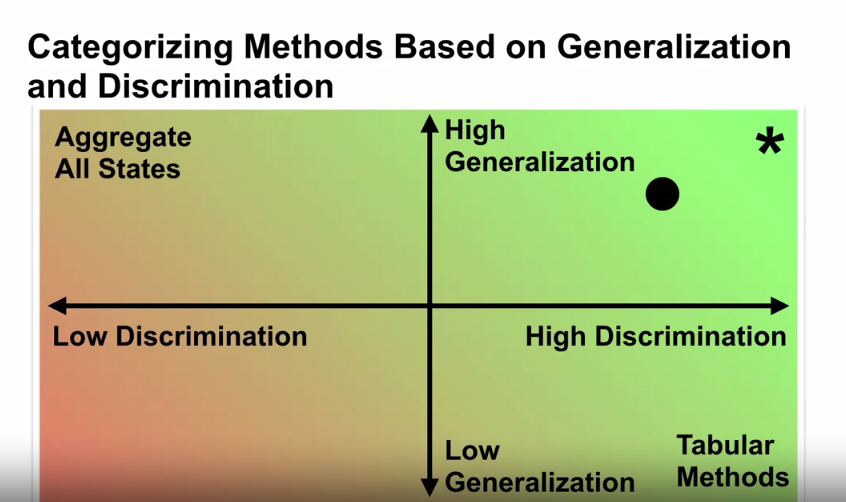 Categorizing Methods Based on Generalization
and Discrimination
Aggregate
All States
High
Generalization
*
Low Discrimination
High Discrimination
Low
Generalization
Tabular
Methods